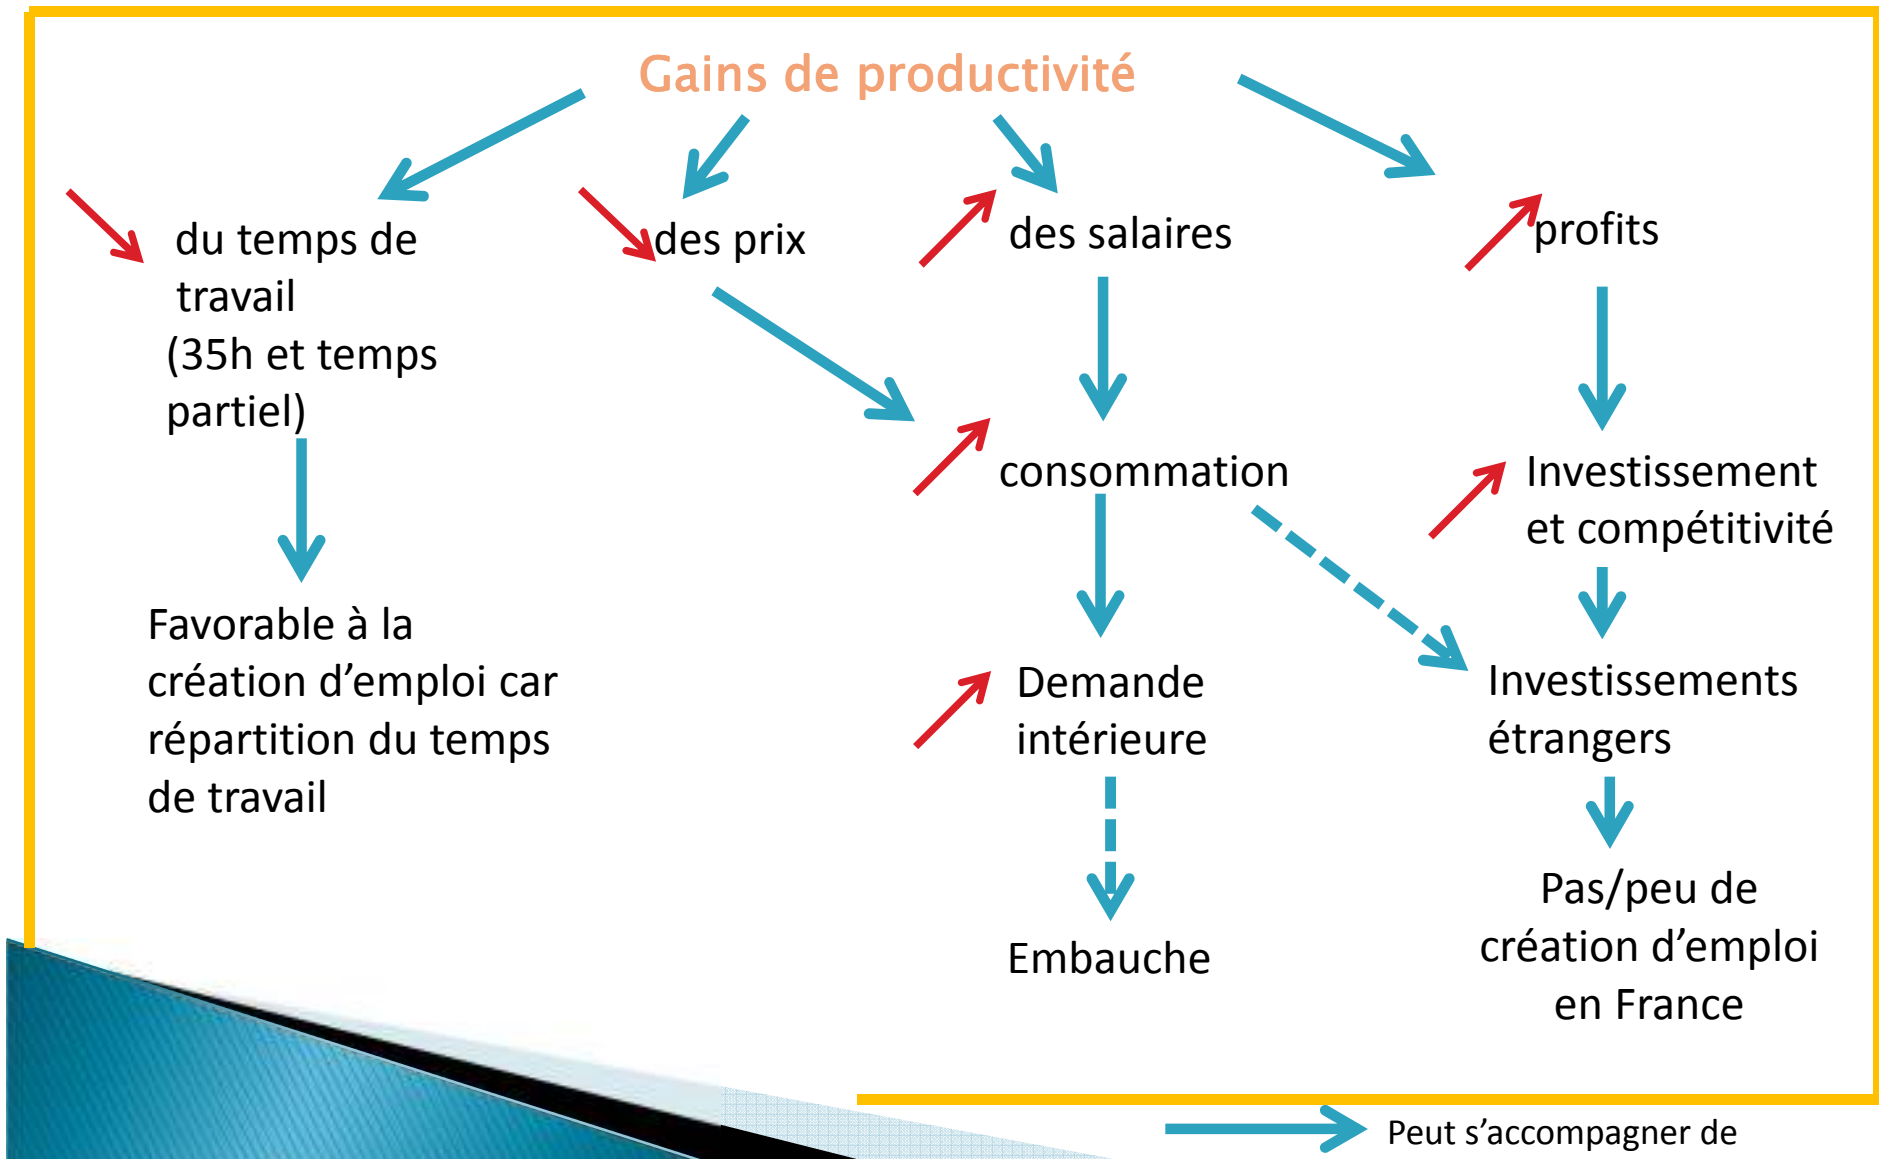 Gains de productivité
du temps de
travail
(35h et temps
partiel)
des prix
des salaires
profits
consommation
Investissement
et compétitivité
Favorable à la
création d’emploi car
répartition du temps
de travail
Demande
intérieure
Investissements
étrangers
Embauche
Pas/peu de
création d’emploi
en France
Peut s’accompagner de